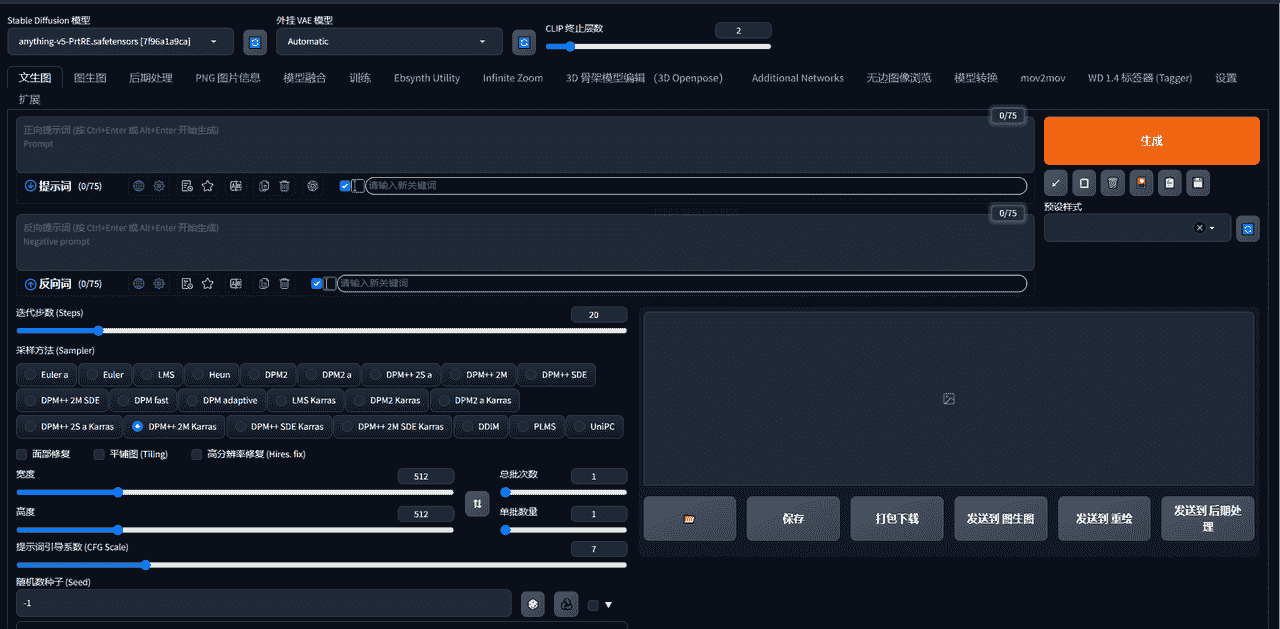 Stable Diffusion 模型
外挂 VAE 模型
CLIP 终止层数
2
anything-v5-PrtRE.safetensors [7f96a1a9ca]
Automatic
文生图 图生图 后期处理 PNG 图片信息 模型融合 训练 Ebsynth Utility Infinite Zoom 3D 骨架模型编辑 (3D Openpose) Additional Networks 无边图像浏览 模型转换 mov2mov WD 1.4 标签器 (Tagger) 设置
扩展
0/75
正向提示词 (按 Ctrl+Enter 或 Alt+Enter 开始生成)
Prompt
生成
提示词 (0/75)
请输入新关键词
预设样式
0/75
反向提示词 (按 Ctrl+Enter 或 Alt+Enter 开始生成)
Negative prompt
反向词 (0/75)
请输入新关键词
迭代步数 (Steps)
20
采样方法 (Sampler)
Euler a Euler LMS Heun DPM2 DPM2 a DPM++ 2S a DPM++ 2M DPM++ SDE
DPM++ 2M SDE DPM fast DPM adaptive LMS Karras DPM2 Karras DPM2 a Karras
DPM++ 2S a Karras DPM++ 2M Karras DPM++ SDE Karras DPM++ 2M SDE Karras DDIM PLMS UniPC
面部修复 平铺图 (Tiling) 高分辨率修复 (Hires. fix)
宽度
512
总批次数
1
高度
512
单批数量
1
提示词引导系数 (CFG Scale)
7
随机数种子 (Seed)
-1
保存
打包下载
发送到 图生图
发送到 重绘
发送到 后期处
理